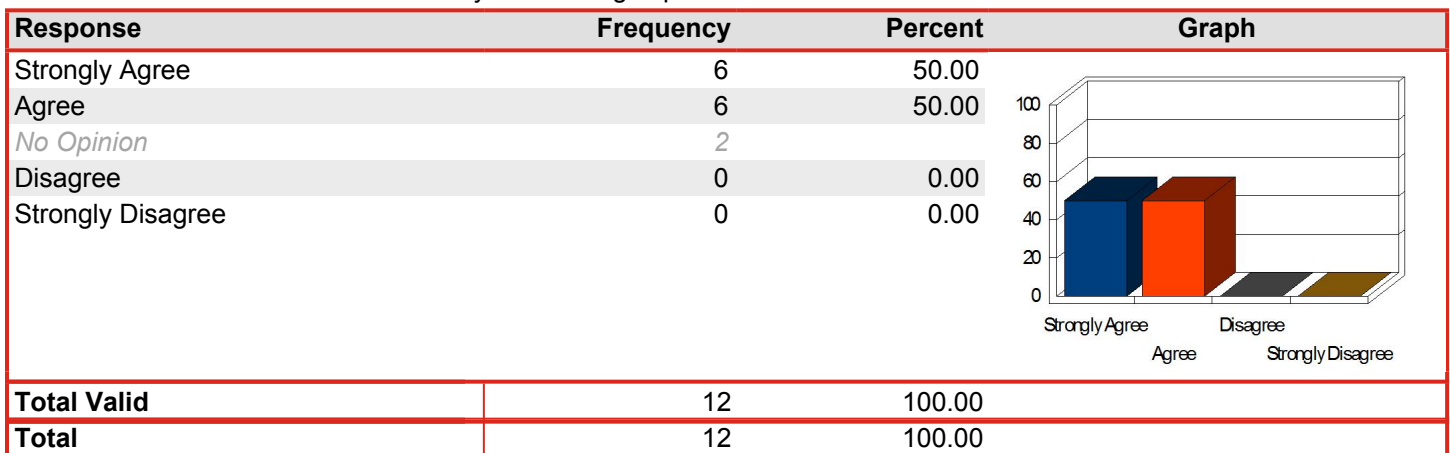 Response Frequency Percent Graph
Strongly Agree 6 50.00
Agree 6 50.00
No Opinion 2
Disagree 0 0.00
Strongly Disagree 0 0.00
100
80
60
40
20
0
Strongly Agree Disagree
Agree Strongly Disagree
Total Valid 12 100.00
Total 12 100.00